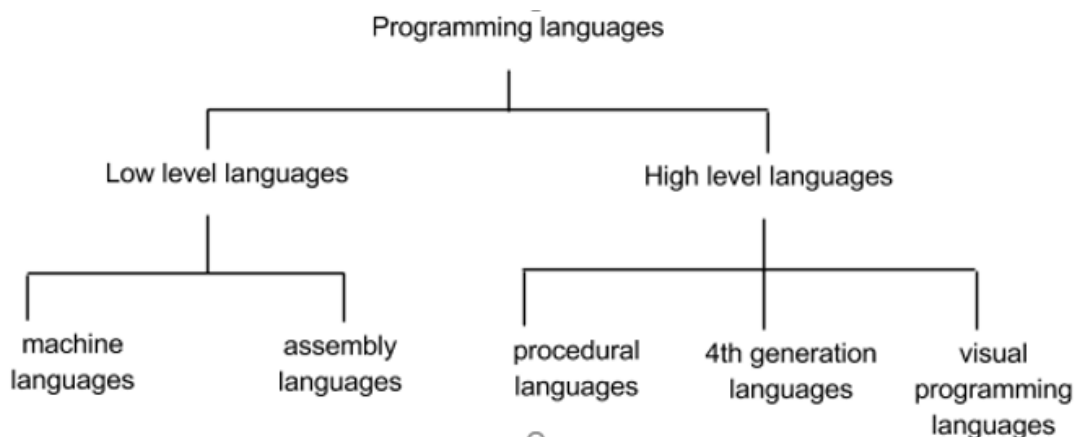 Programming languages
Low level languages
High level languages
machine
languages
assembly
languages
procedural
languages
4th generation
languages
visual
programming
languages